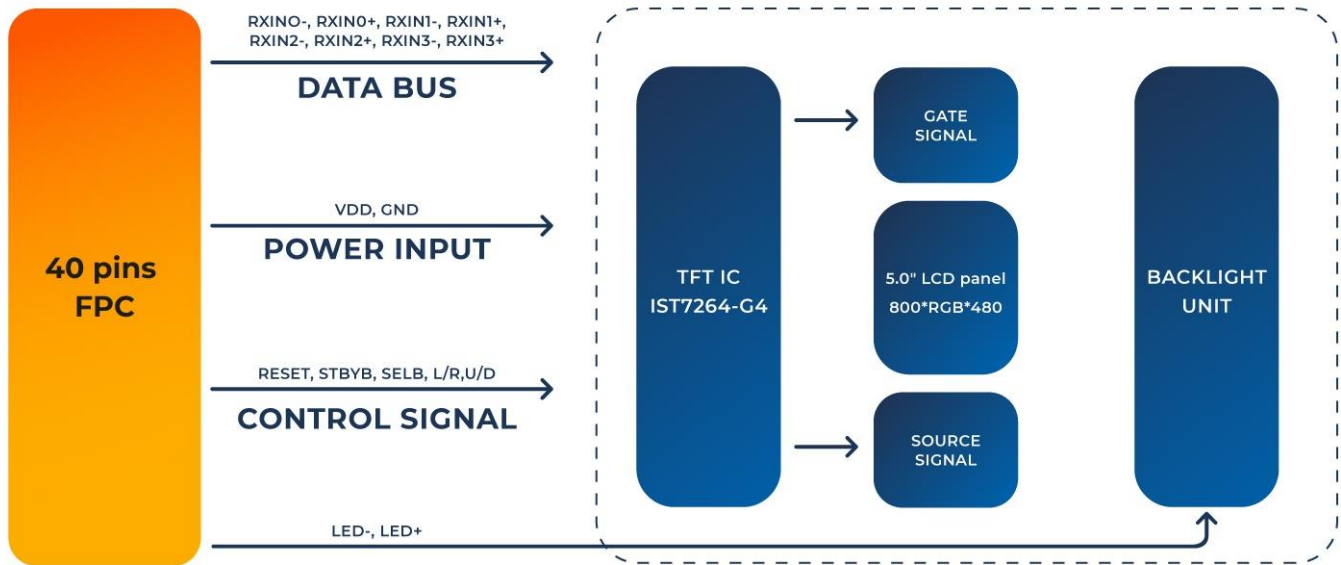 40 pins
FPC
RXINO-, RXIN0+, RXIN1-, RXIN1+,
RXIN2-, RXIN2+, RXIN3-, RXIN3+
DATA BUS
VDD, GND
POWER INPUT
RESET, STBYB, SELB, L/R,U/D
CONTROL SIGNAL
LED-, LED+
TFT IC
IST7264-G4
GATE
SIGNAL
5.0" LCD panel
800*RGB*480
SOURCE
SIGNAL
BACKLIGHT
UNIT